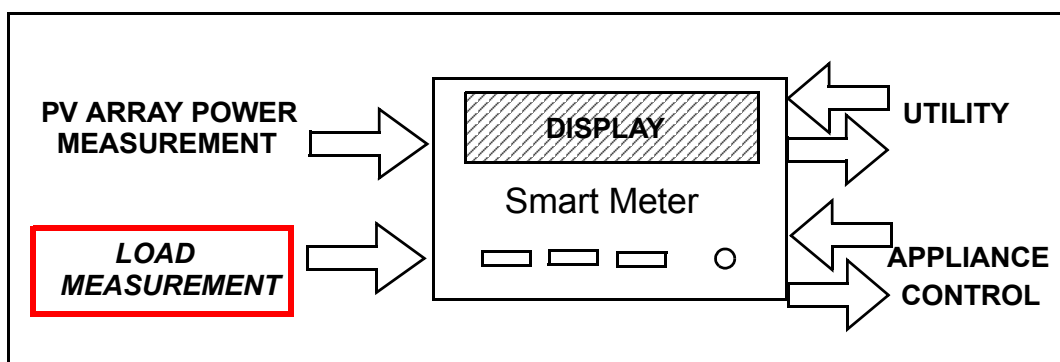 PV ARRAY POWER
MEASUREMENT
LOAD
MEASUREMENT
DISPLAY
Smart Meter
UTILITY
APPLIANCE
CONTROL